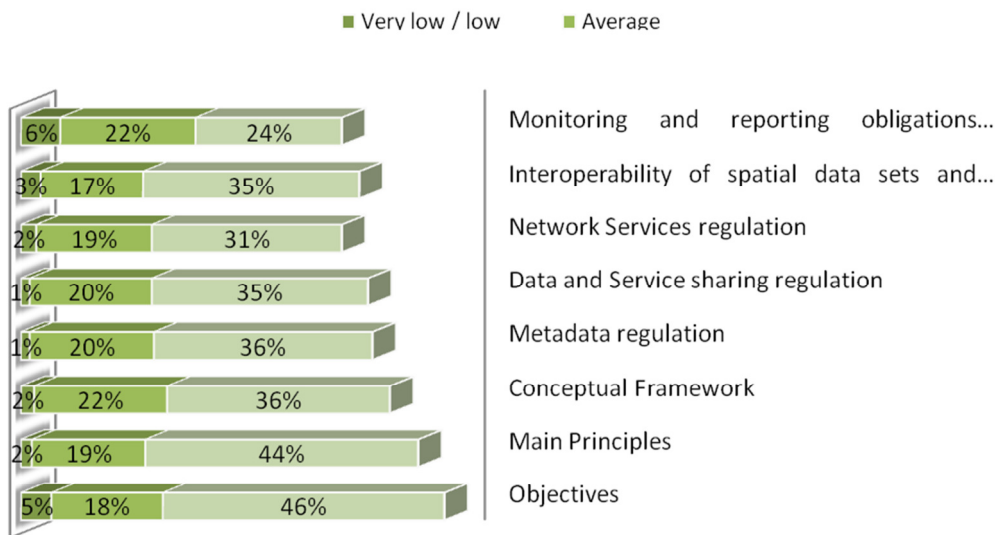 Very low / low Average
6% 22% 24% Monitoring and reporting obligations...
3% 17% 35% Interoperability of spatial data sets and...
2% 19% 31% Network Services regulation
1% 20% 35% Data and Service sharing regulation
1% 20% 36% Metadata regulation
2% 22% 36% Conceptual Framework
2% 19% 44% Main Principles
5% 18% 46% Objectives